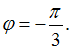 φ = −π/3.